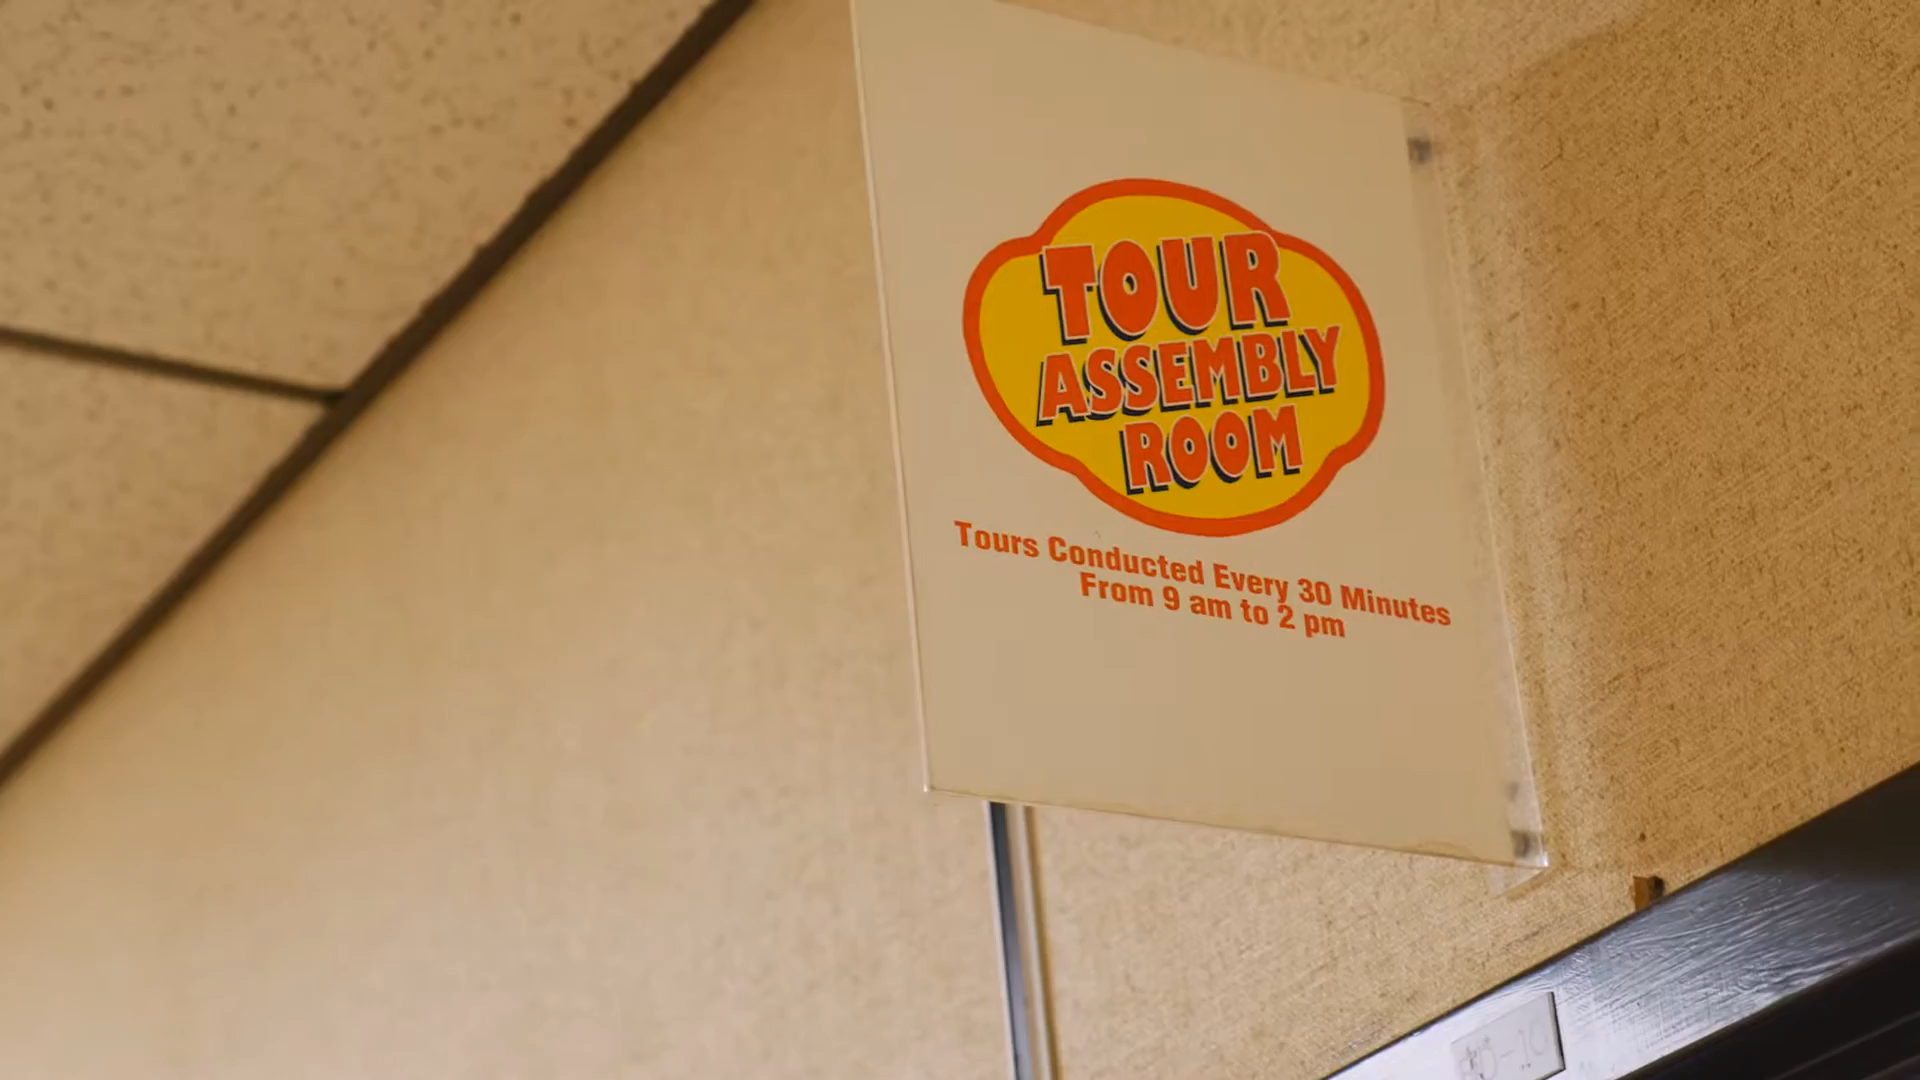 TOUR
ASSEMBLY
ROOM
Tours Conducted Every 30 Minutes
From 9 am to 2 pm